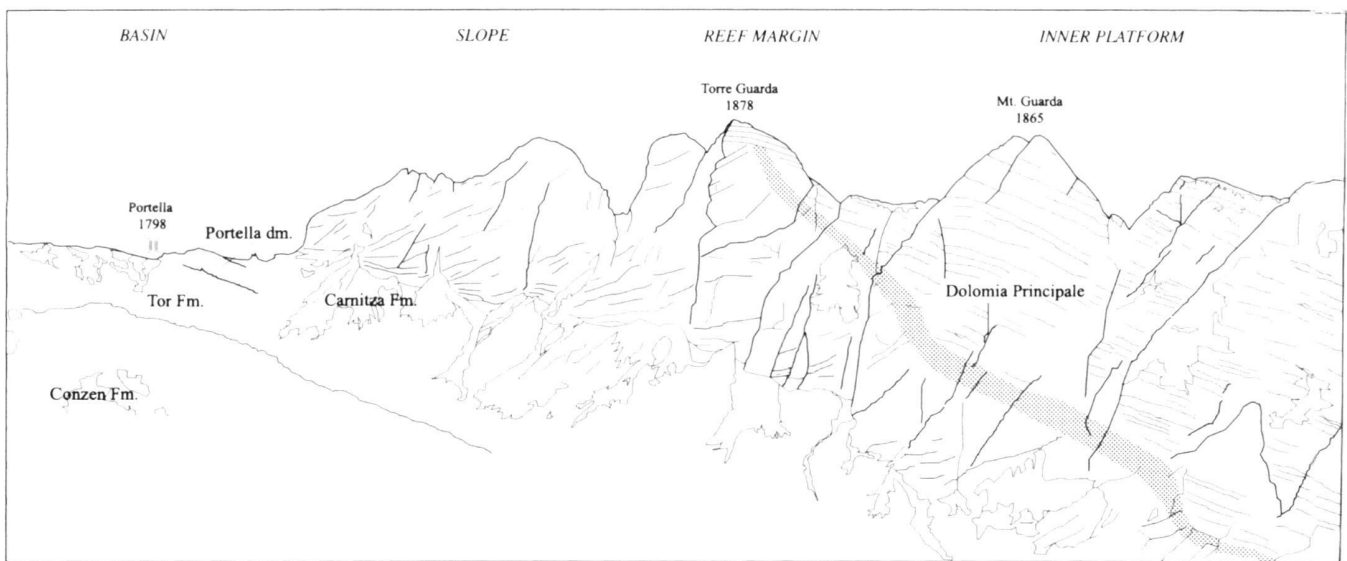 BASIN
SLOPE
REEF MARGIN
INNER PLATFORM
Torre Guarda
1878
Mt. Guarda
1865
Portella
1798
Portella dm.
Tor Fm.
Carnitza Fm.
Dolomia Principale
Conzen Fm.